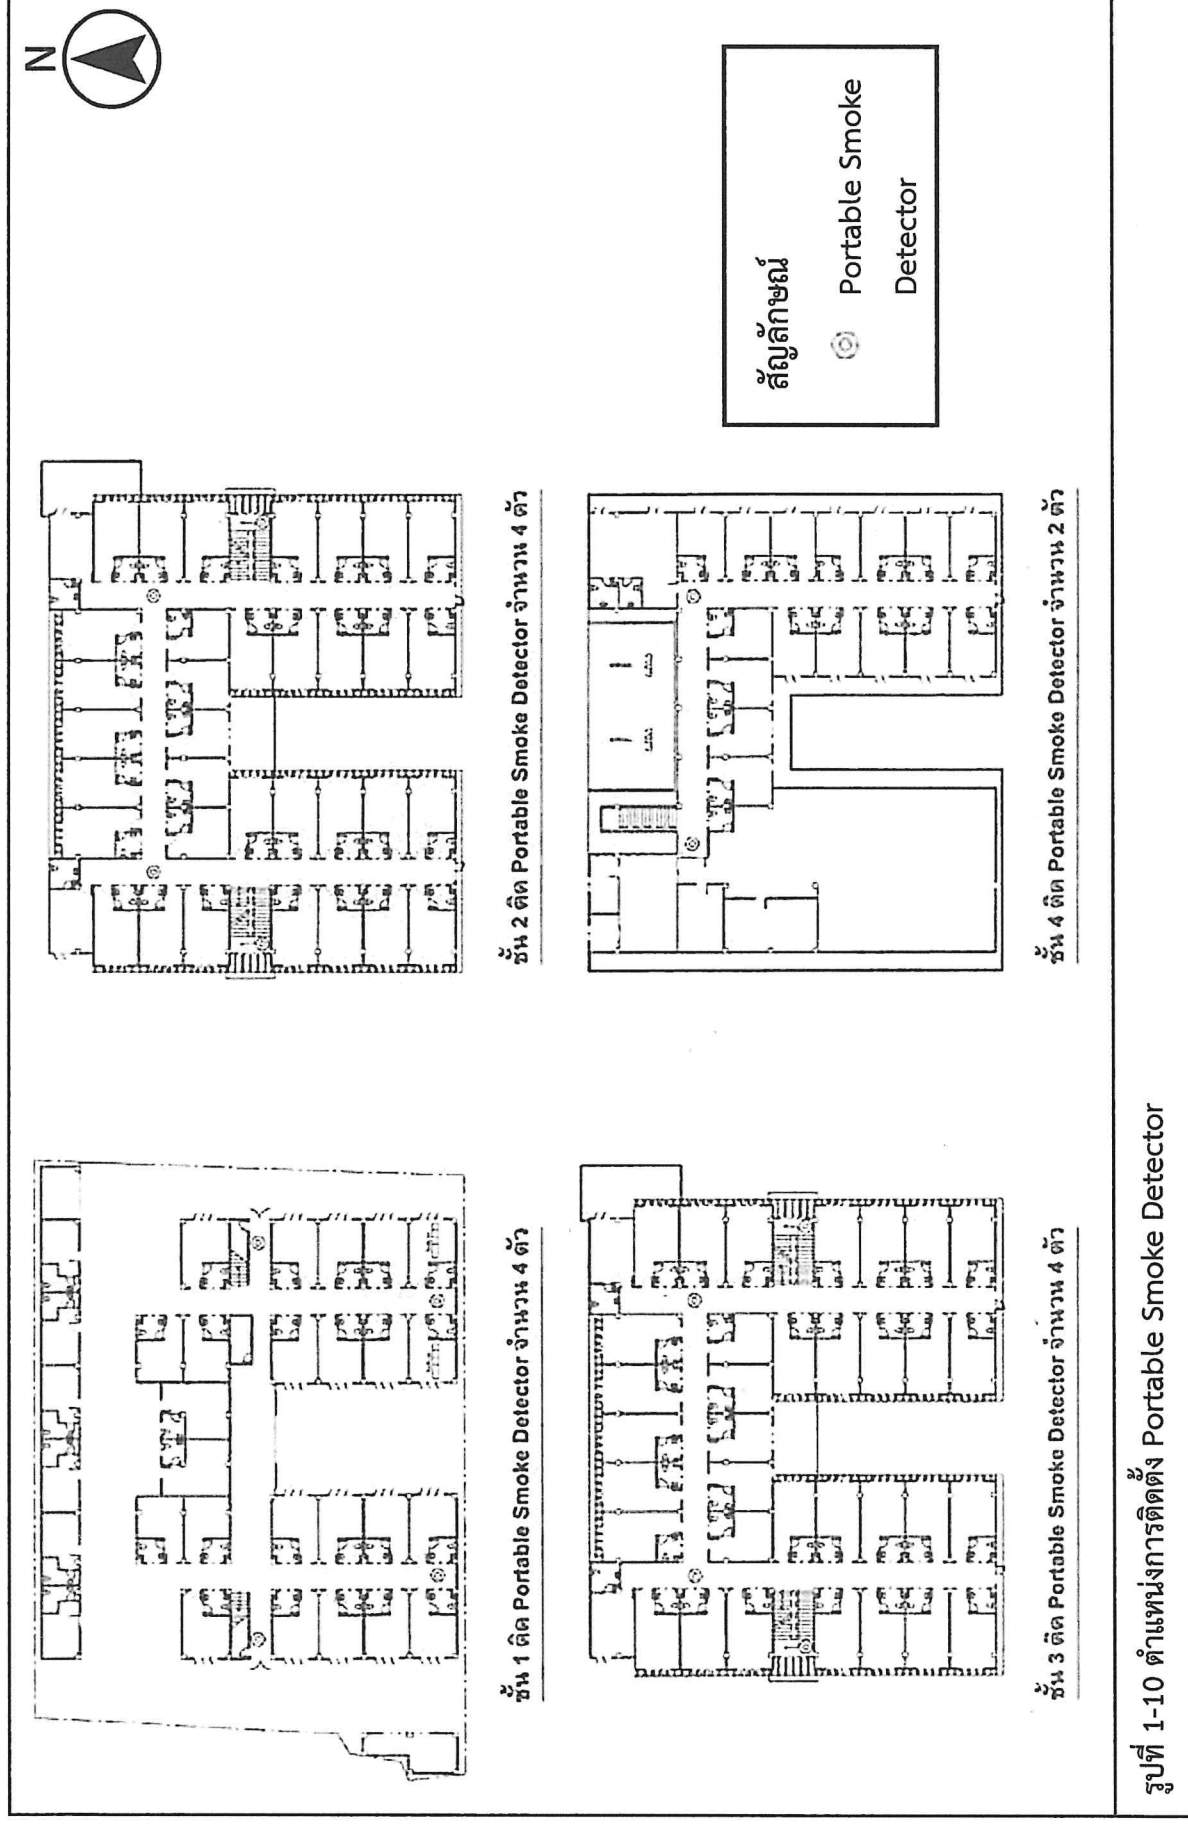 N
ชั้น 1 ติด Portable Smoke Detector จำนวน 4 ตัว
ชั้น 2 ติด Portable Smoke Detector จำนวน 4 ตัว
ชั้น 3 ติด Portable Smoke Detector จำนวน 4 ตัว
ชั้น 4 ติด Portable Smoke Detector จำนวน 2 ตัว
สัญลักษณ์
Portable Smoke
Detector
รูปที่ 1-10 ตำแหน่งการติดตั้ง Portable Smoke Detector